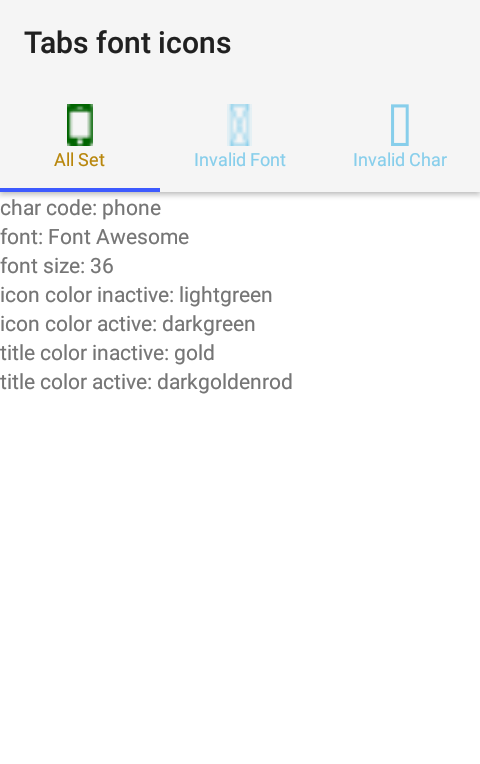 Tabs font icons
All Set
Invalid Font
Invalid Char
char code: phone
font: Font Awesome
font size: 36
icon color inactive: lightgreen
icon color active: darkgreen
title color inactive: gold
title color active: darkgoldenrod